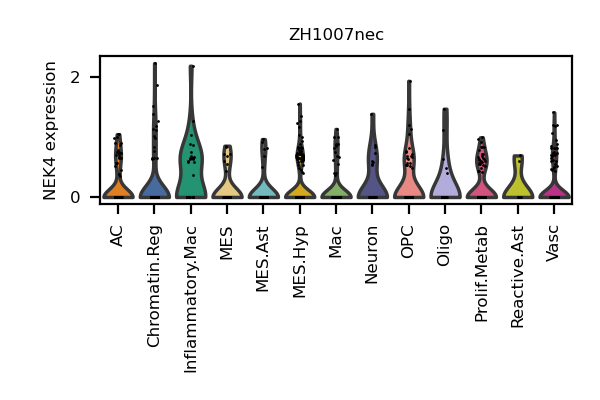 ZH1007nec
NEK4 expression
2
0
AC
Chromatin.Reg
Inflammatory.Mac
MES
MES.Ast
MES.Hyp
Mac
Neuron
OPC
Oligo
Prolif.Metab
Reactive.Ast
Vasc